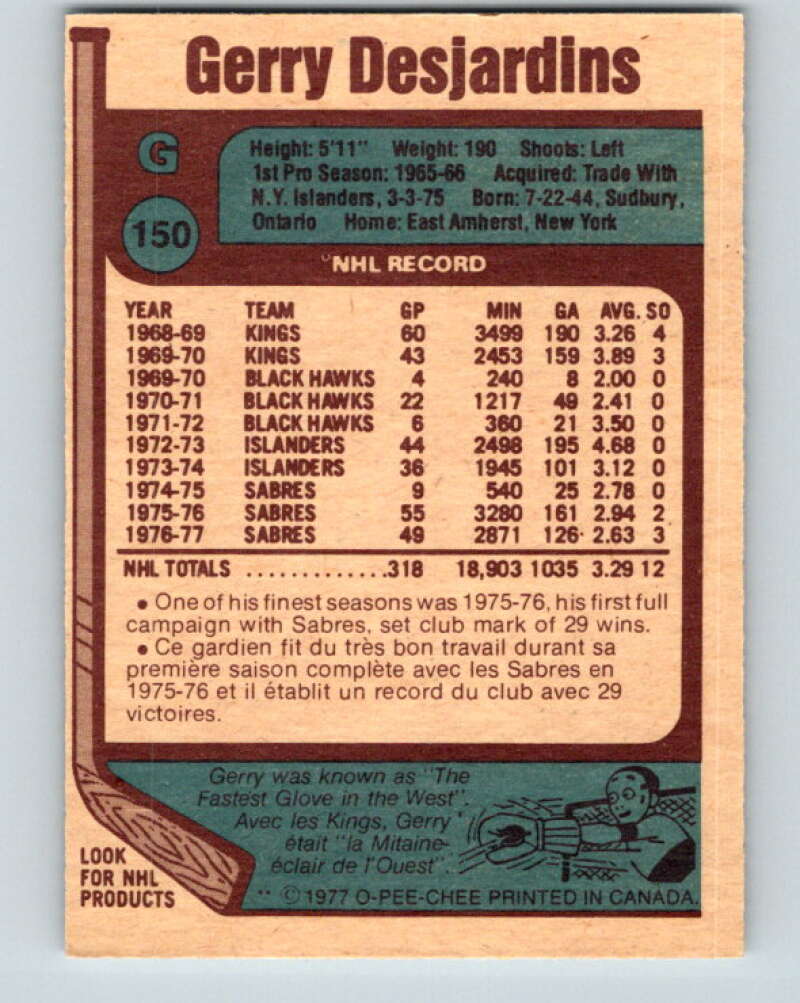 Gerry Desjardins
G
150
Height: 5'11" Weight: 190 Shoots: Left
1st Pro Season: 1965-66 Acquired: Trade With
N.Y. Islanders, 3-3-75 Born: 7-22-44, Sudbury,
Ontario Home: East Amherst, New York
NHL RECORD
YEAR TEAM GP MIN GA AVG. SO
1968-69 KINGS 60 3499 190 3.26 4
1969-70 KINGS 43 2453 159 3.89 3
1969-70 BLACK HAWKS 4 240 8 2.00 0
1970-71 BLACK HAWKS 22 1217 49 2.41 0
1971-72 BLACK HAWKS 6 360 21 3.50 0
1972-73 ISLANDERS 44 2498 195 4.68 0
1973-74 ISLANDERS 36 1945 101 3.12 0
1974-75 SABRES 9 540 25 2.78 0
1975-76 SABRES 55 3280 161 2.94 2
1976-77 SABRES 49 2871 126 2.63 3
NHL TOTALS .............318 18,903 1035 3.29 12
• One of his finest seasons was 1975-76, his first full
campaign with Sabres, set club mark of 29 wins.
• Ce gardien fit du très bon travail durant sa
première saison complète avec les Sabres en
1975-76 et il établit un record du club avec 29
victoires.
Gerry was known as "The
Fastest Glove in the West".
Avec les Kings, Gerry
était "la Mitaine-
éclair de l'Ouest".
LOOK
FOR NHL
PRODUCTS
** © 1977 O-PEE-CHEE PRINTED IN CANADA.